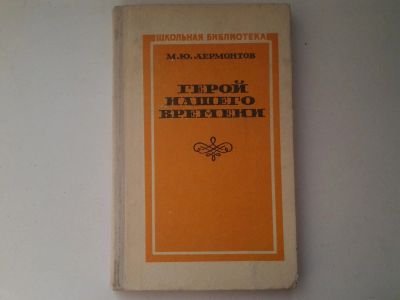 ШКОЛЬНАЯ БИБЛИОТЕКА
М.Ю. ЛЕРМОНТОВ
ГЕРОЙ
НАШЕГО
ВРЕМЕНИ